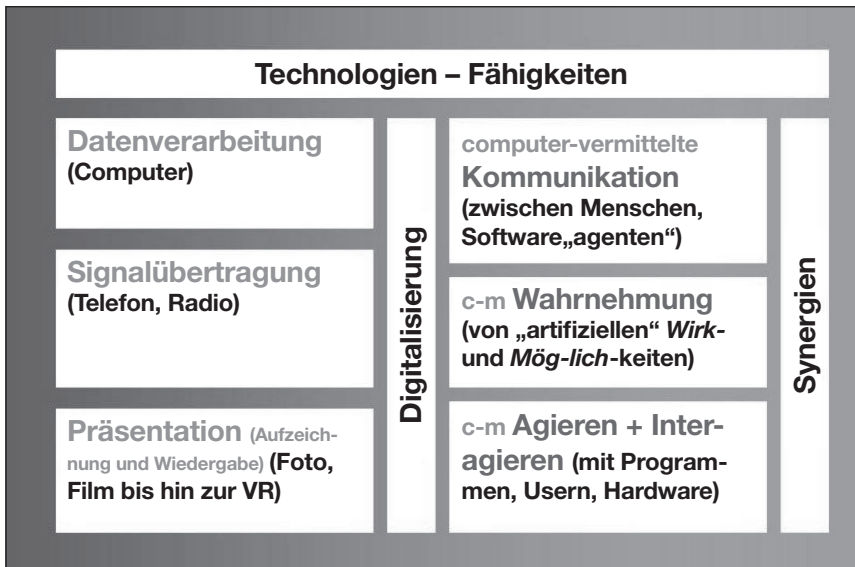 Technologien – Fähigkeiten
Datenverarbeitung
(Computer)
Signalübertragung
(Telefon, Radio)
Präsentation (Aufzeich-
nung und Wiedergabe) (Foto,
Film bis hin zur VR)
Digitalisierung
computer-vermittelte
Kommunikation
(zwischen Menschen,
Software„agenten“)
c-m Wahrnehmung
(von „artifiziellen“ Wirk-
und Mög-lich-keiten)
c-m Agieren + Inter-
agieren (mit Program-
men, Usern, Hardware)
Synergien